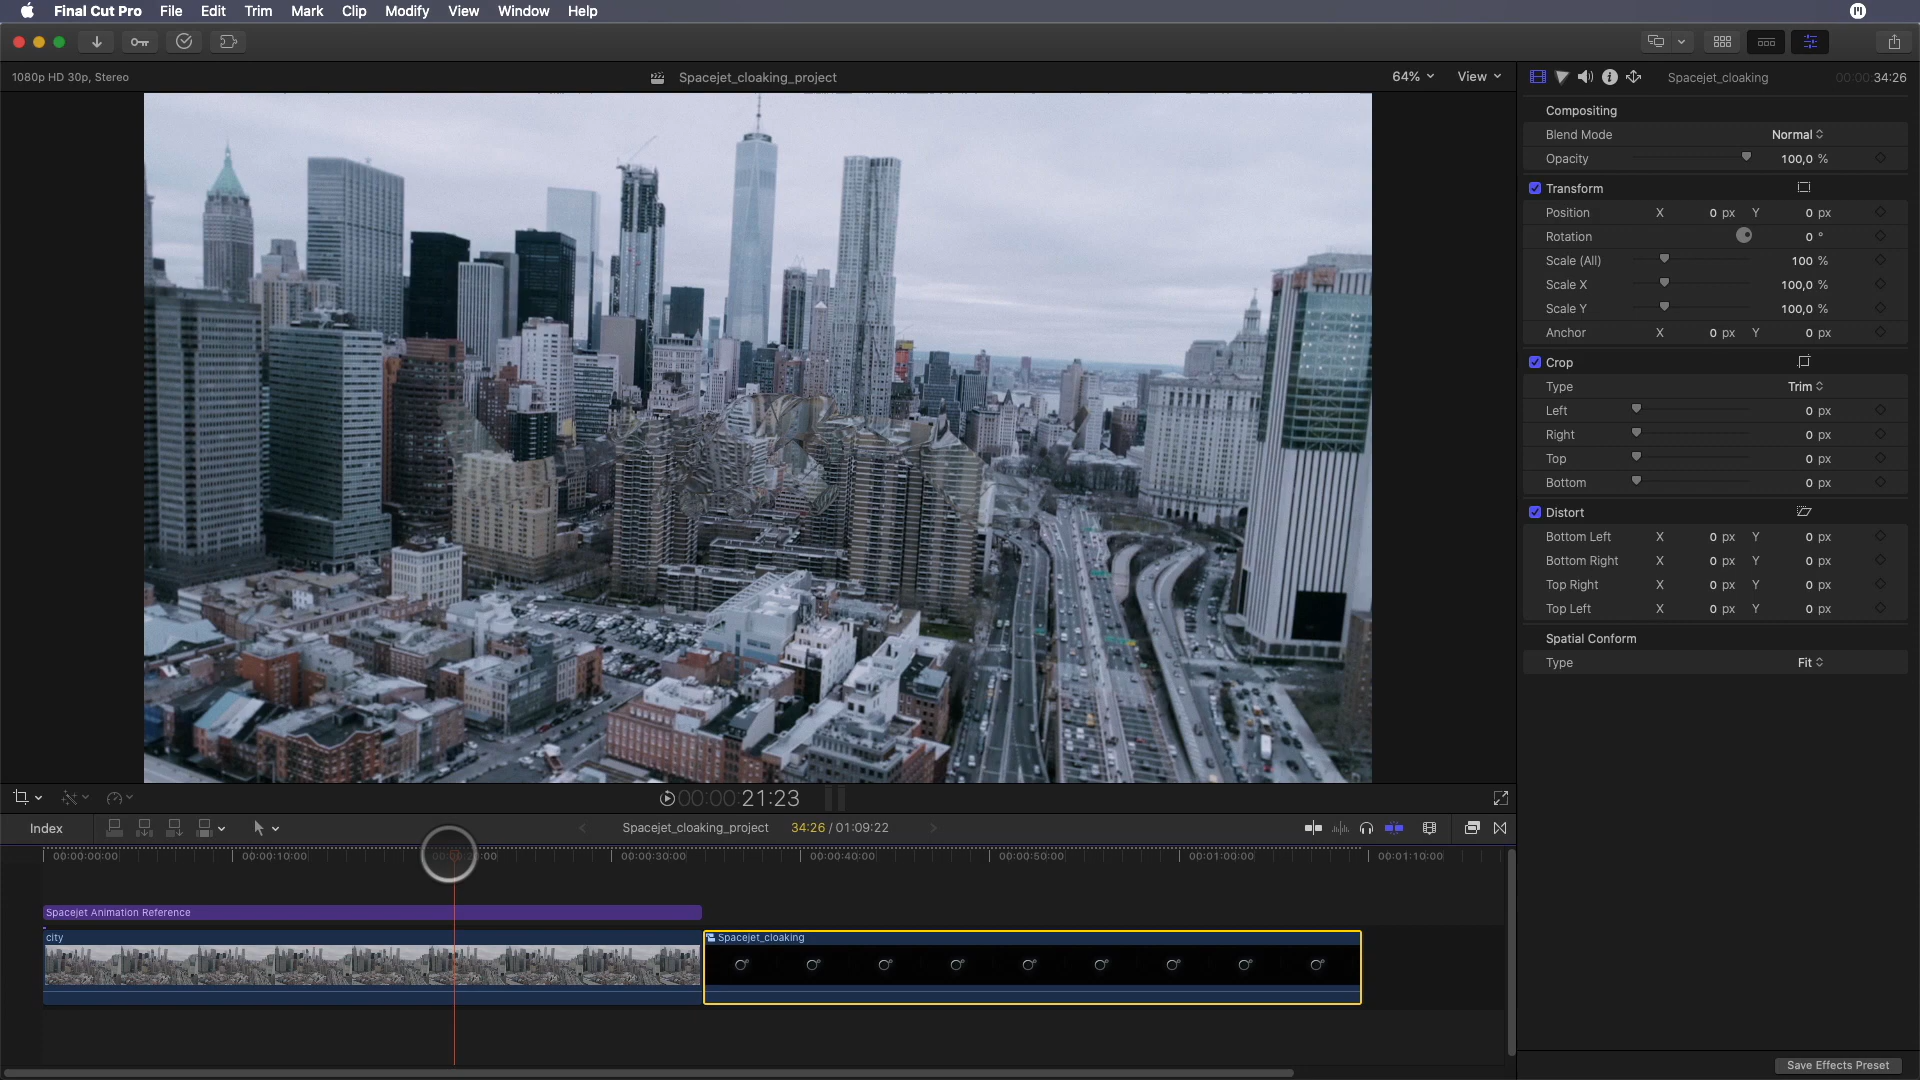 Final Cut Pro File Edit Trim Mark Clip Modify View Window Help
1080p HD 30p, Stereo
Spacejet_cloaking_project
64% View
Spacejet_cloaking 00:00:34:26
Compositing
Blend Mode Normal
Opacity 100,0 %
Transform
Position X 0 px Y 0 px
Rotation 0 °
Scale (All) 100 %
Scale X 100,0 %
Scale Y 100,0 %
Anchor X 0 px Y 0 px
Crop
Type Trim
Left 0 px
Right 0 px
Top 0 px
Bottom 0 px
Distort
Bottom Left X 0 px Y 0 px
Bottom Right X 0 px Y 0 px
Top Right X 0 px Y 0 px
Top Left X 0 px Y 0 px
Spatial Conform
Type Fit
00:00:21:23
Index
Spacejet_cloaking_project 34:26 / 01:09:22
00:00:00:00 00:00:10:00 00:00:30:00 00:00:40:00 00:00:50:00 00:01:00:00 00:01:10:00
Spacejet Animation Reference
city
Spacejet_cloaking
Save Effects Preset